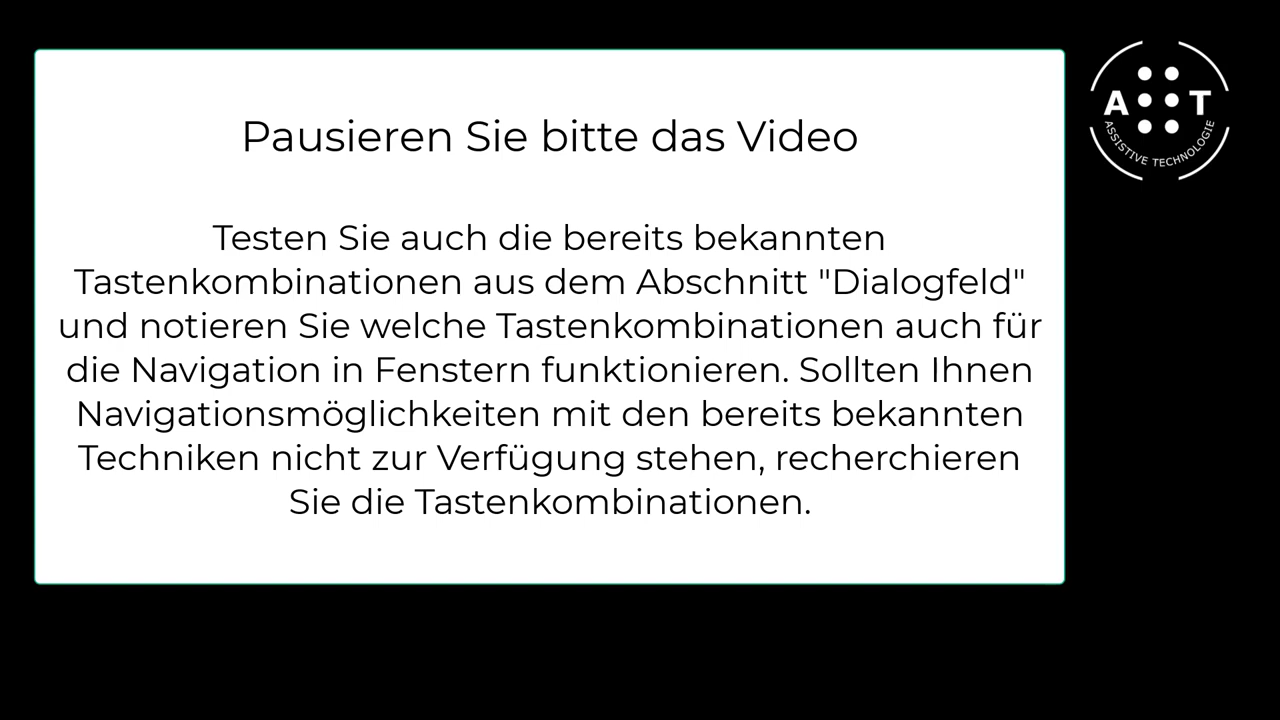 Pausieren Sie bitte das Video
Testen Sie auch die bereits bekannten
Tastenkombinationen aus dem Abschnitt "Dialogfeld"
und notieren Sie welche Tastenkombinationen auch für
die Navigation in Fenstern funktionieren. Sollten Ihnen
Navigationsmöglichkeiten mit den bereits bekannten
Techniken nicht zur Verfügung stehen, recherchieren
Sie die Tastenkombinationen.
A T
ASSISTIVE TECHNOLOGIE